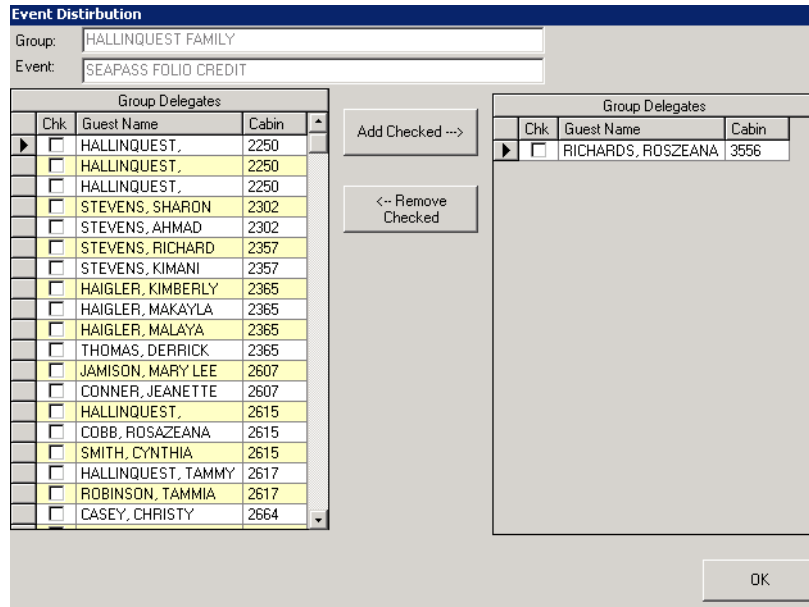 Event Distirbution
Group: HALLINQUEST FAMILY
Event: SEAPASS FOLIO CREDIT
Group Delegates
Chk Guest Name Cabin
HALLINQUEST, 2250
HALLINQUEST, 2250
HALLINQUEST, 2250
STEVENS, SHARON 2302
STEVENS, AHMAD 2302
STEVENS, RICHARD 2357
STEVENS, KIMANI 2357
HAIGLER, KIMBERLY 2365
HAIGLER, MAKAYLA 2365
HAIGLER, MALAYA 2365
THOMAS, DERRICK 2365
JAMISON, MARY LEE 2607
CONNER, JEANETTE 2607
HALLINQUEST, 2615
COBB, ROSAZEANA 2615
SMITH, CYNTHIA 2615
HALLINQUEST, TAMMY 2617
ROBINSON, TAMMIA 2617
CASEY, CHRISTY 2664
Add Checked --->
<-- Remove
Checked
Group Delegates
Chk Guest Name Cabin
RICHARDS, ROSZEANA 3556
OK